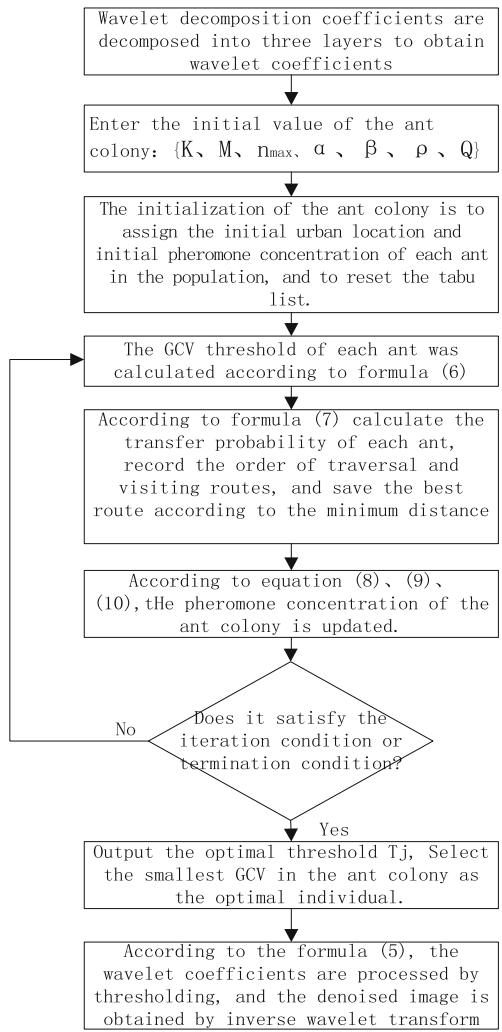 Wavelet decomposition coefficients are
decomposed into three layers to obtain
wavelet coefficients
Enter the initial value of the ant
colony: {K、M、nmax、α、β、ρ、Q}
The initialization of the ant colony is to
assign the initial urban location and
initial pheromone concentration of each ant
in the population, and to reset the tabu
list.
The GCV threshold of each ant was
calculated according to formula (6)
According to formula (7) calculate the
transfer probability of each ant,
record the order of traversal and
visiting routes, and save the best
route according to the minimum distance
According to equation (8)、(9)、
(10),tHe pheromone concentration of the
ant colony is updated.
Does it satisfy the
iteration condition or
termination condition?
No
Yes
Output the optimal threshold Tj, Select
the smallest GCV in the ant colony as
the optimal individual.
According to the formula (5), the
wavelet coefficients are processed by
thresholding, and the denoised image is
obtained by inverse wavelet transform